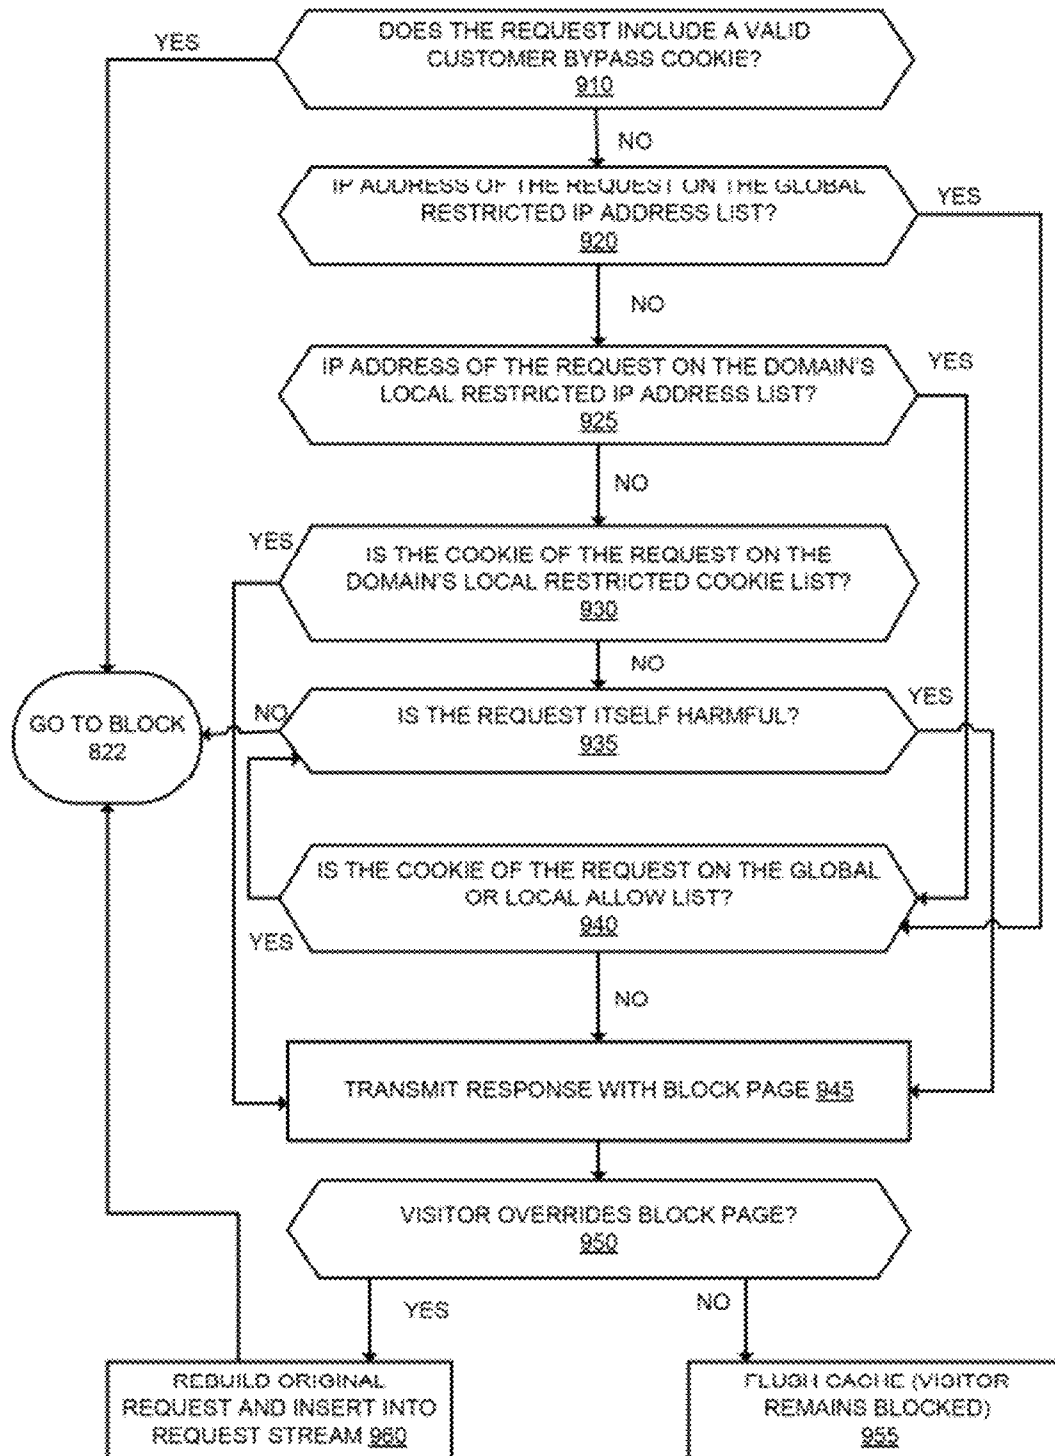 DOES THE REQUEST INCLUDE A VALID
CUSTOMER BYPASS COOKIE?
910
YES
NO
IP ADDRESS OF THE REQUEST ON THE GLOBAL
RESTRICTED IP ADDRESS LIST?
920
YES
NO
IP ADDRESS OF THE REQUEST ON THE DOMAIN'S
LOCAL RESTRICTED IP ADDRESS LIST?
925
YES
NO
IS THE COOKIE OF THE REQUEST ON THE
DOMAIN'S LOCAL RESTRICTED COOKIE LIST?
930
YES
NO
GO TO BLOCK
822
NO
IS THE REQUEST ITSELF HARMFUL?
935
YES
IS THE COOKIE OF THE REQUEST ON THE GLOBAL
OR LOCAL ALLOW LIST?
940
YES
NO
TRANSMIT RESPONSE WITH BLOCK PAGE 945
VISITOR OVERRIDES BLOCK PAGE?
950
YES
NO
REBUILD ORIGINAL
REQUEST AND INSERT INTO
REQUEST STREAM 960
FLUSH CACHE (VISITOR
REMAINS BLOCKED)
955